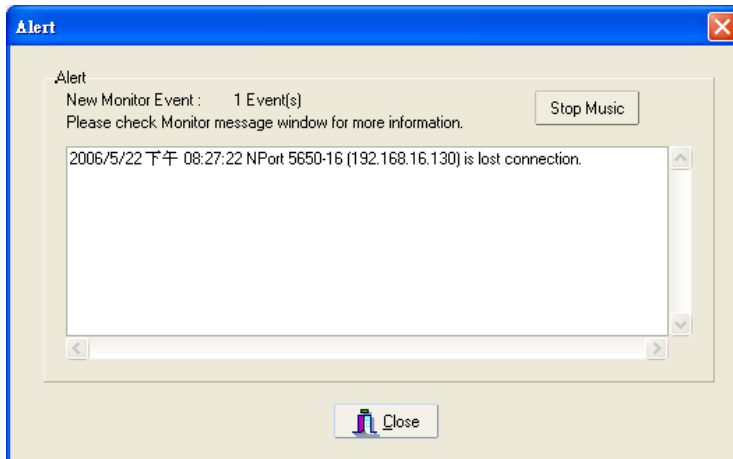 Alert
Alert
New Monitor Event : 1 Event(s)
Please check Monitor message window for more information.
Stop Music
2006/5/22 下午 08:27:22 NPort 5650-16 (192.168.16.130) is lost connection.
Close